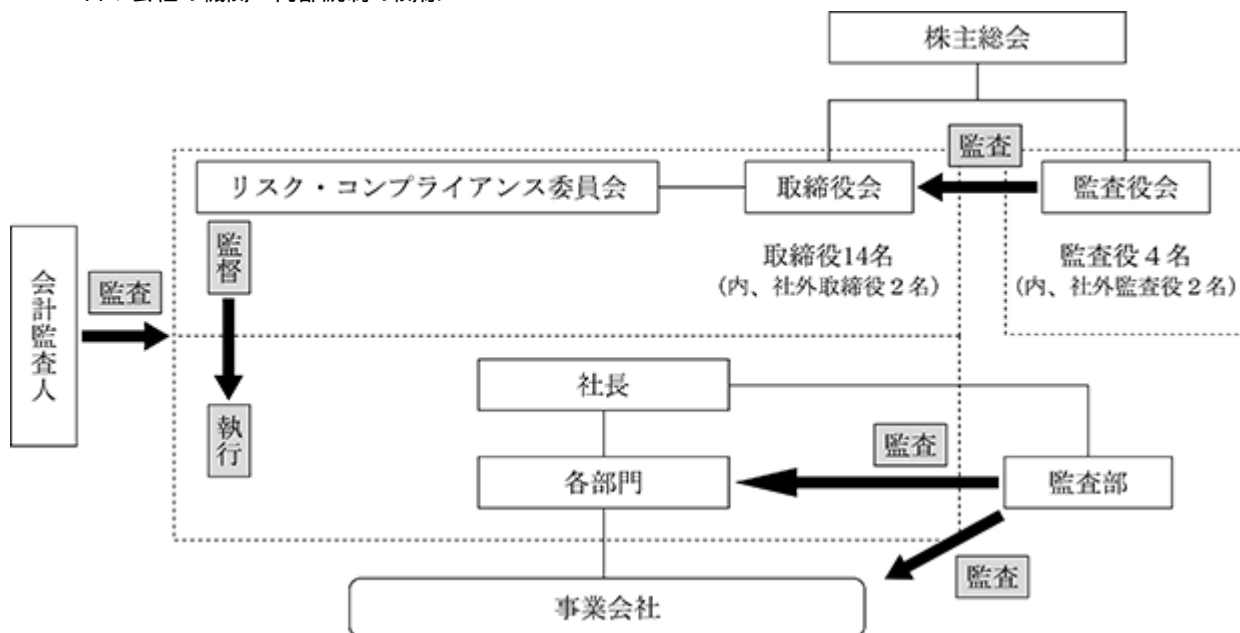 株主総会
監査
リスク・コンプライアンス委員会
取締役会
監査役会
監督
取締役14名
(内、社外取締役2名)
監査役4名
(内、社外監査役2名)
会計監査人
監査
社長
執行
監査
各部門
監査部
監査
事業会社